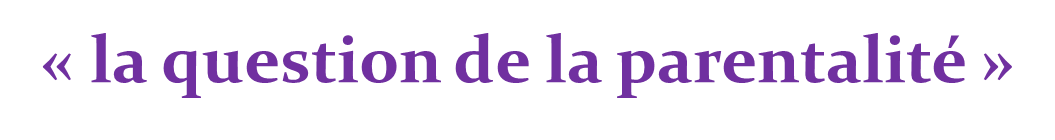 « la question de la parentalité »